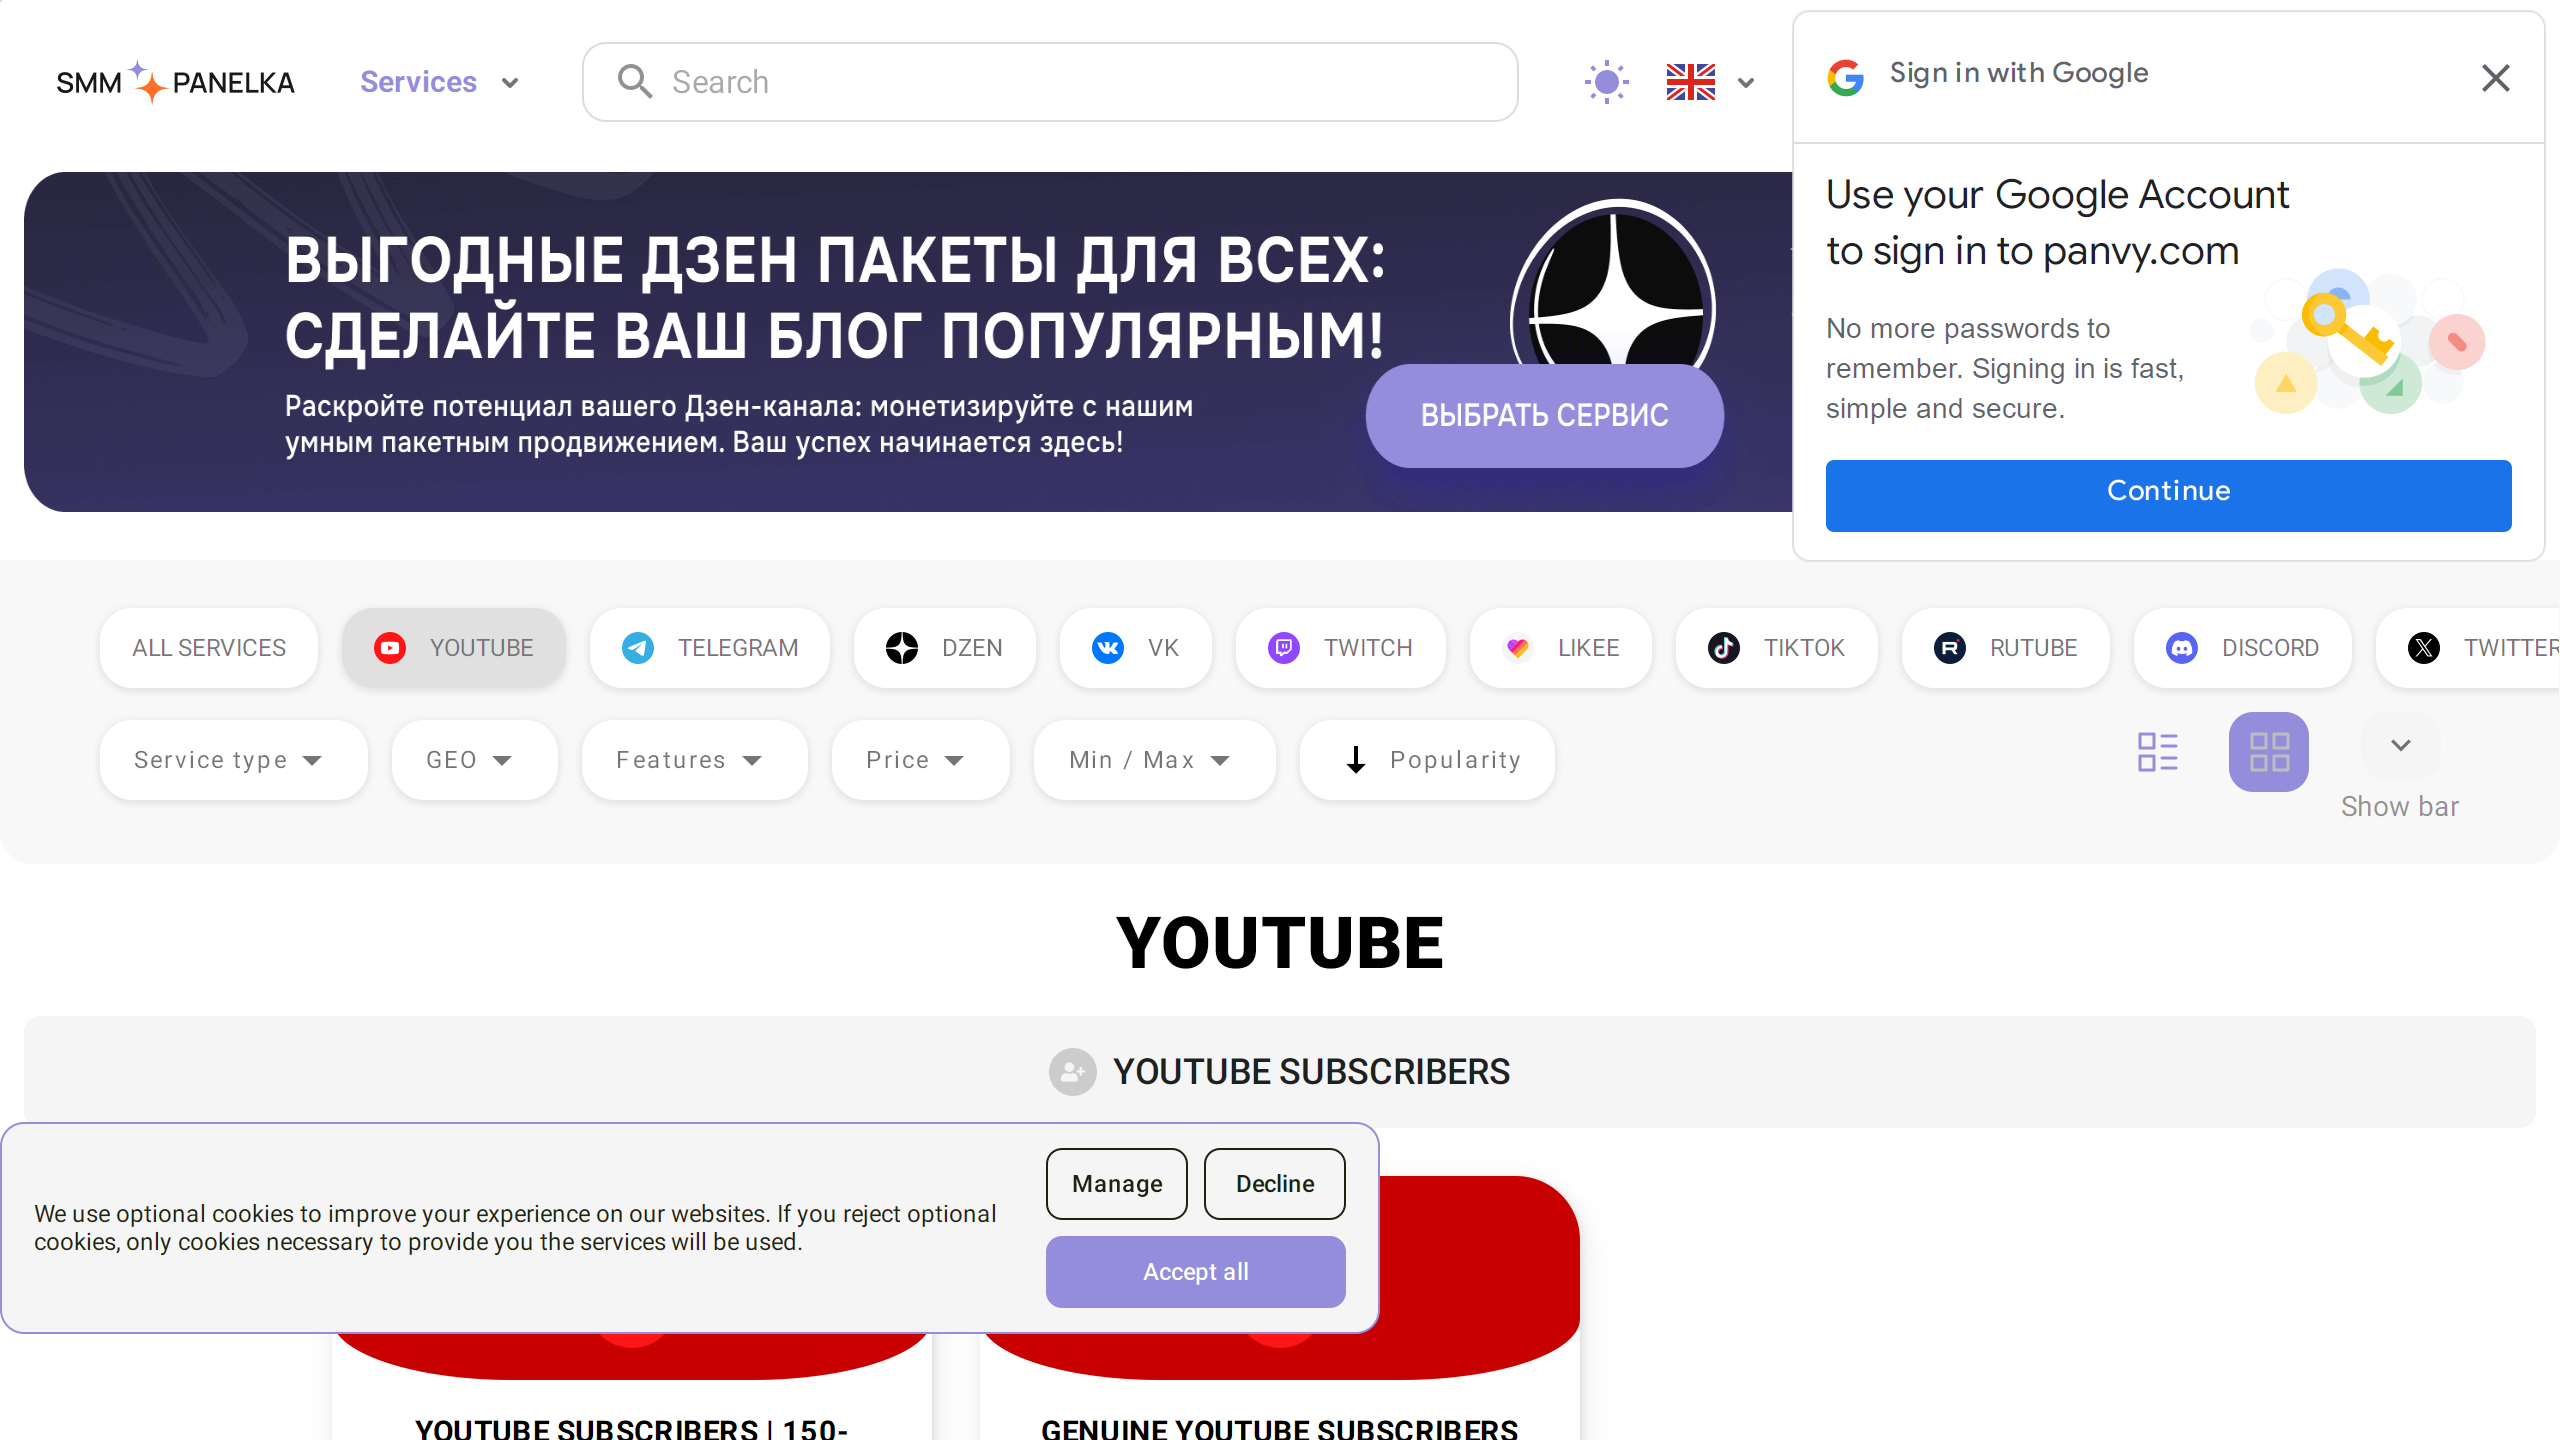 SMM PANELKA
Services
Search
Sign in with Google
Use your Google Account
to sign in to panvy.com
No more passwords to
remember. Signing in is fast,
simple and secure.
Continue
ВЫГОДНЫЕ ДЗЕН ПАКЕТЫ ДЛЯ ВСЕХ:
СДЕЛАЙТЕ ВАШ БЛОГ ПОПУЛЯРНЫМ!
Раскройте потенциал вашего Дзен-канала: монетизируйте с нашим
умным пакетным продвижением. Ваш успех начинается здесь!
ВЫБРАТЬ СЕРВИС
ALL SERVICES YOUTUBE TELEGRAM DZEN VK TWITCH LIKEE TIKTOK RUTUBE DISCORD TWITTER
Service type GEO Features Price Min / Max Popularity
Show bar
YOUTUBE
YOUTUBE SUBSCRIBERS
We use optional cookies to improve your experience on our websites. If you reject optional
cookies, only cookies necessary to provide you the services will be used.
Manage Decline
Accept all
YOUTUBE SUBSCRIBERS | 150-
GENUINE YOUTUBE SUBSCRIBERS